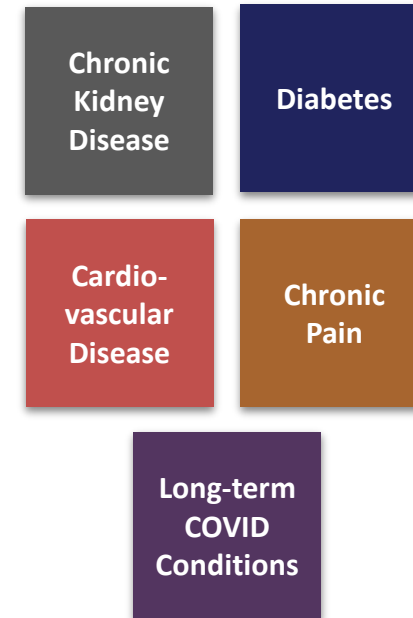 Chronic
Kidney
Disease
Diabetes
Cardio-
vascular
Disease
Chronic
Pain
Long-term
COVID
Conditions